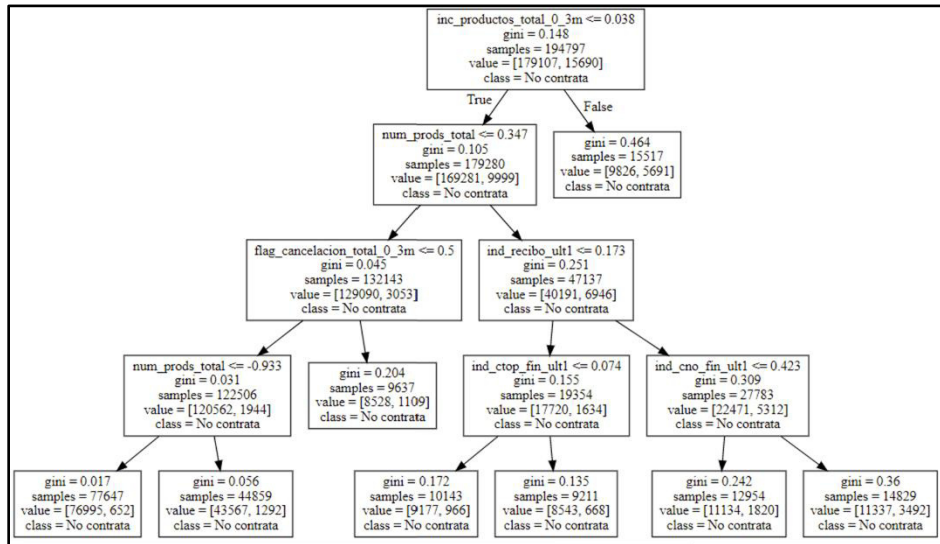 inc_productos_total_0_3m <= 0.038
gini = 0.148
samples = 194797
value = [179107, 15690]
class = No contrata
True
False
num_prods_total <= 0.347
gini = 0.105
samples = 179280
value = [169281, 9999]
class = No contrata
gini = 0.464
samples = 15517
value = [9826, 5691]
class = No contrata
flag_cancelacion_total_0_3m <= 0.5
gini = 0.045
samples = 132143
value = [129090, 3053]
class = No contrata
ind_recibo_ult1 <= 0.173
gini = 0.251
samples = 47137
value = [40191, 6946]
class = No contrata
num_prods_total <= -0.933
gini = 0.031
samples = 122506
value = [120562, 1944]
class = No contrata
gini = 0.204
samples = 9637
value = [8528, 1109]
class = No contrata
ind_ctop_fin_ult1 <= 0.074
gini = 0.155
samples = 19354
value = [17720, 1634]
class = No contrata
ind_cno_fin_ult1 <= 0.423
gini = 0.309
samples = 27783
value = [22471, 5312]
class = No contrata
gini = 0.017
samples = 77647
value = [76995, 652]
class = No contrata
gini = 0.056
samples = 44859
value = [43567, 1292]
class = No contrata
gini = 0.172
samples = 10143
value = [9177, 966]
class = No contrata
gini = 0.135
samples = 9211
value = [8543, 668]
class = No contrata
gini = 0.242
samples = 12954
value = [11134, 1820]
class = No contrata
gini = 0.36
samples = 14829
value = [11337, 3492]
class = No contrata